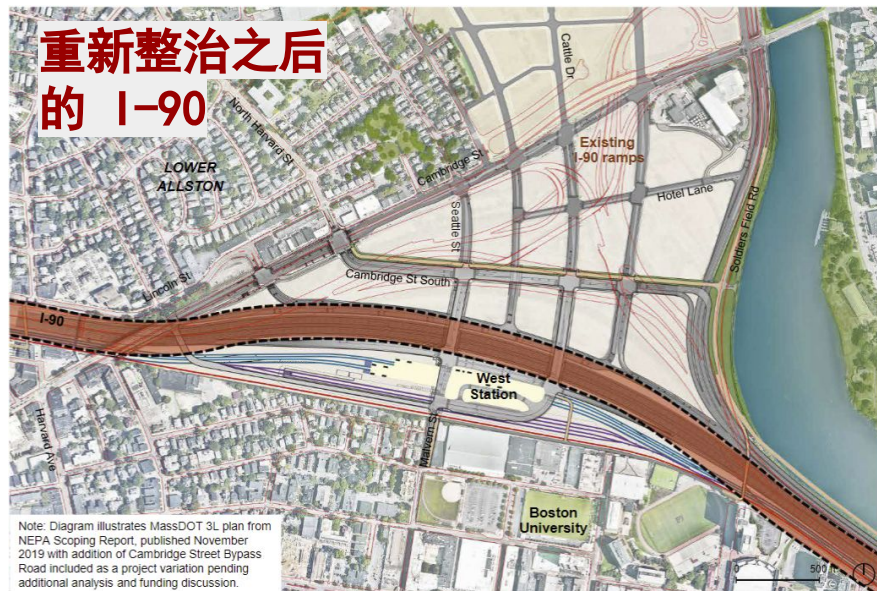 重新整治之后
的 I-90
Cattle Dr
North Harvard St
Existing
I-90 ramps
LOWER
ALLSTON
Cambridge St
Hotel Lane
Seattle St
Soldiers Field Rd
Cambridge St South
Lincoln St
I-90
West
Station
Harvard Ave
Malvern St
Boston
University
Note: Diagram illustrates MassDOT 3L plan from
NEPA Scoping Report, published November
2019 with addition of Cambridge Street Bypass
Road included as a project variation pending
additional analysis and funding discussion.
0 500 ft